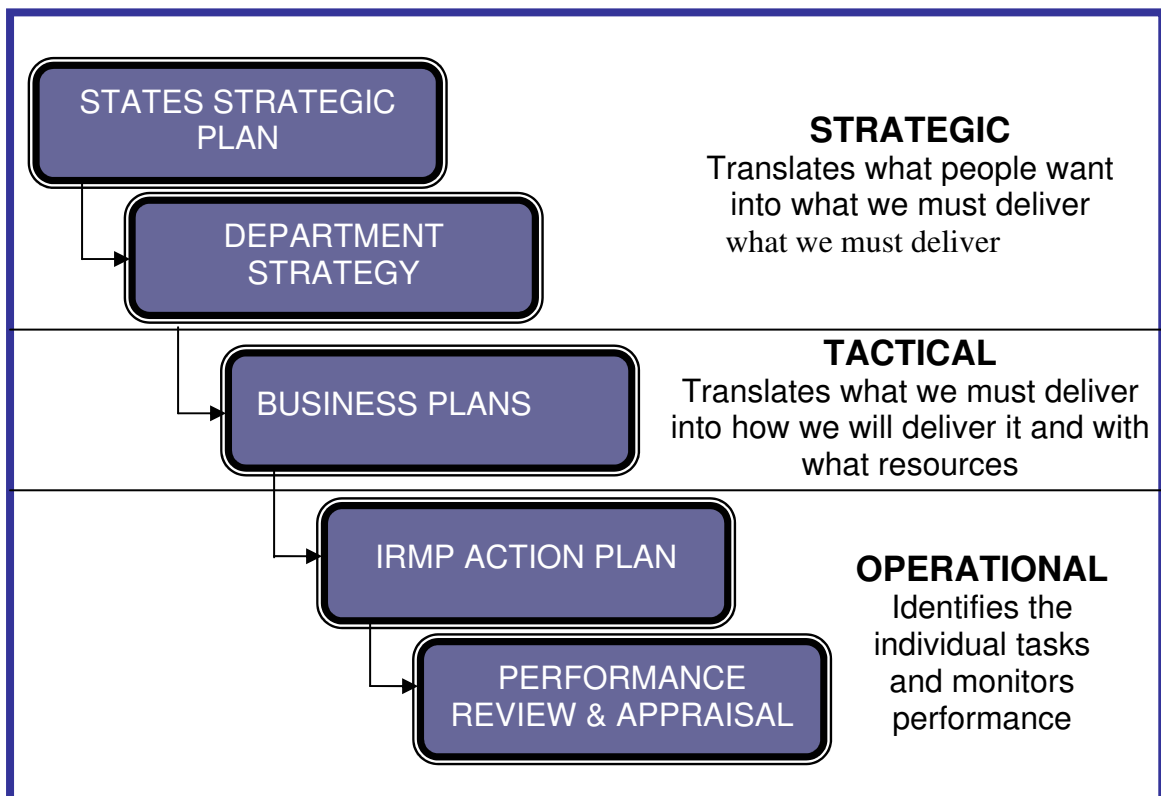 STATES STRATEGIC
PLAN
STRATEGIC
Translates what people want
into what we must deliver
what we must deliver
DEPARTMENT
STRATEGY
TACTICAL
Translates what we must deliver
into how we will deliver it and with
what resources
BUSINESS PLANS
IRMP ACTION PLAN
OPERATIONAL
Identifies the
individual tasks
and monitors
performance
PERFORMANCE
REVIEW & APPRAISAL